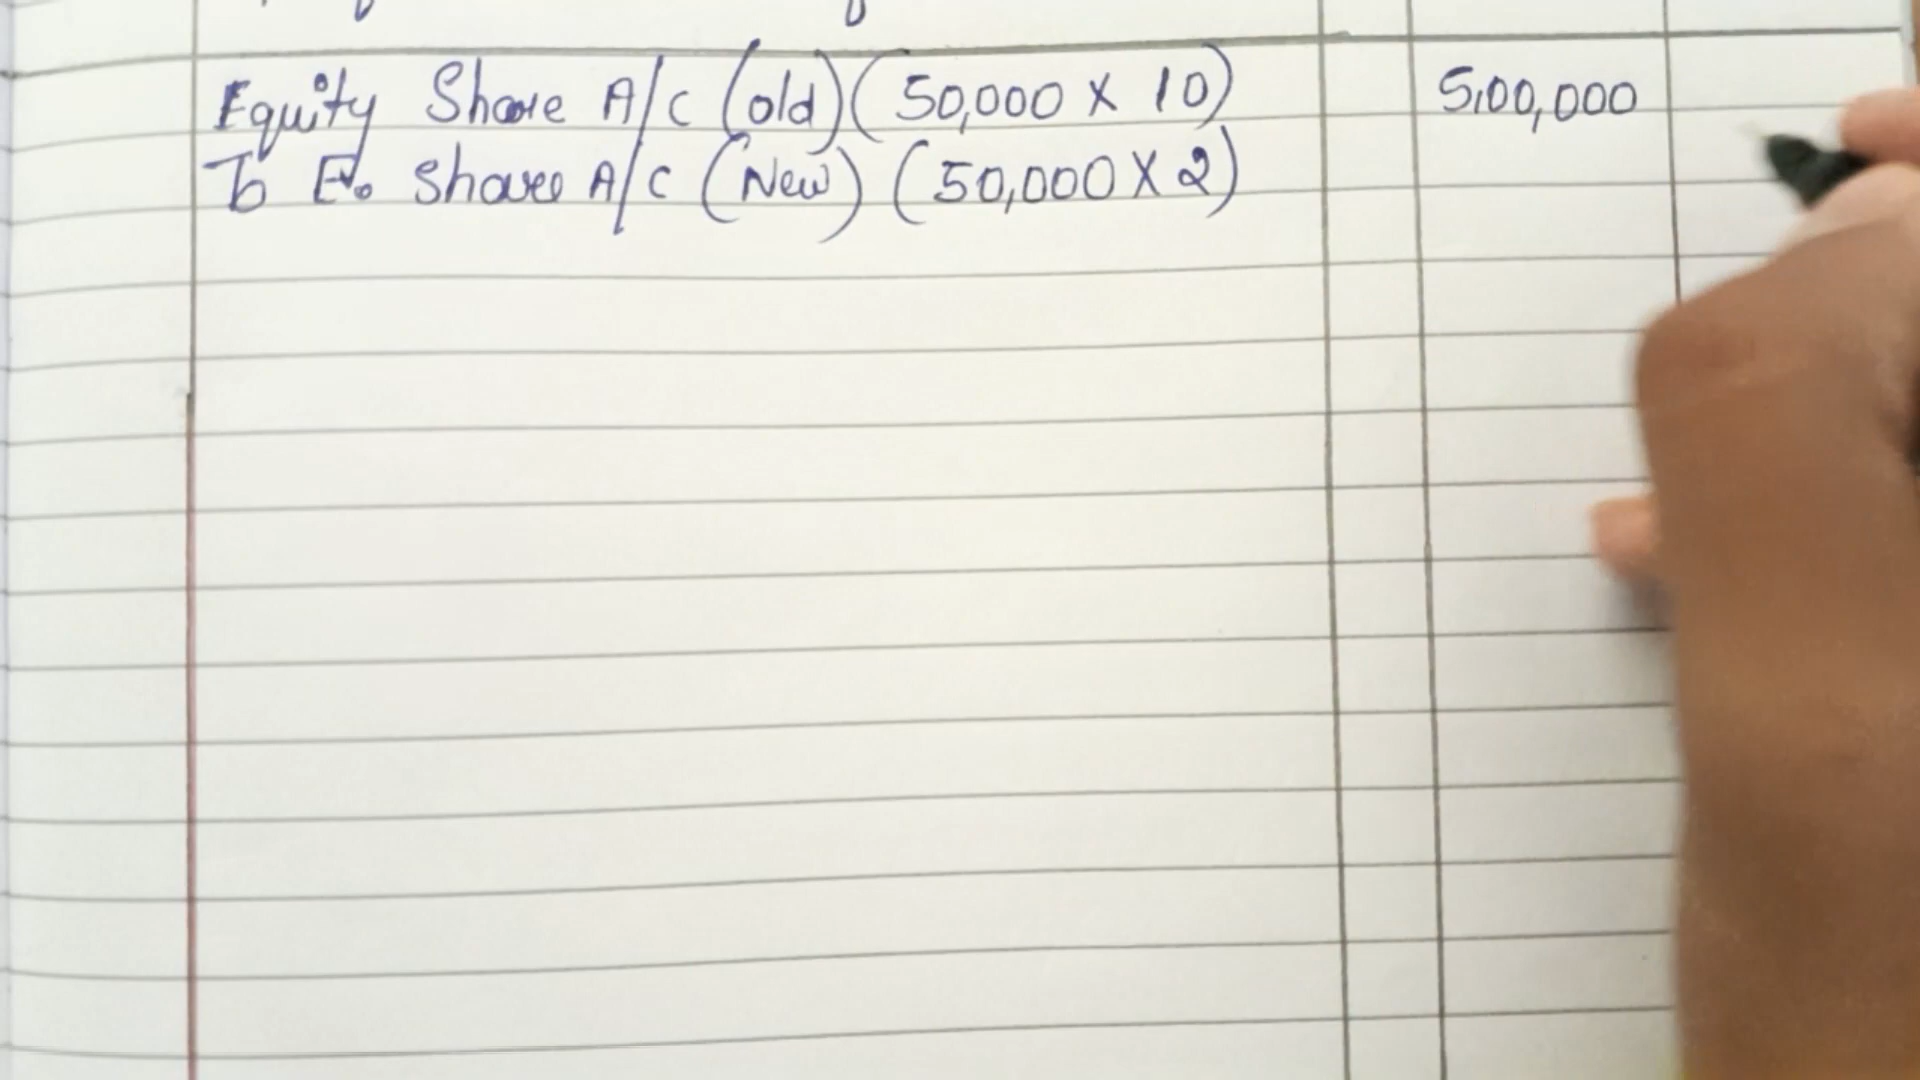 Equity Share A/C (old) (50,000 X 10) 5,00,000
To E. Shares A/C (New) (50,000 X 2)